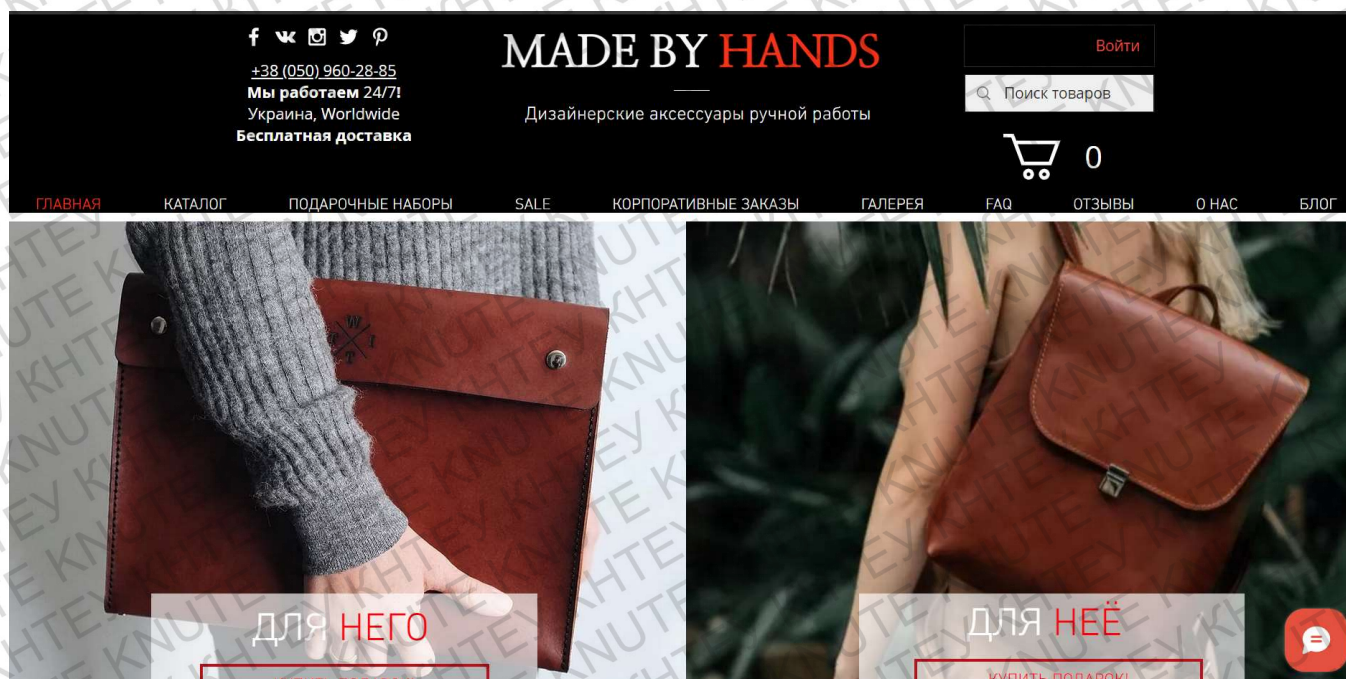 +38 (050) 960-28-85
Мы работаем 24/7!
Украина, Worldwide
Бесплатная доставка
MADE BY HANDS
Дизайнерские аксессуары ручной работы
Войти
Поиск товаров
0
ГЛАВНАЯ КАТАЛОГ ПОДАРОЧНЫЕ НАБОРЫ SALE КОРПОРАТИВНЫЕ ЗАКАЗЫ ГАЛЕРЕЯ FAQ ОТЗЫВЫ О НАС БЛОГ
W
T I
T
ДЛЯ НЕГО
ДЛЯ НЕЁ
КУПИТЬ ПОДАРОК!
КНТЕУ KNUTE